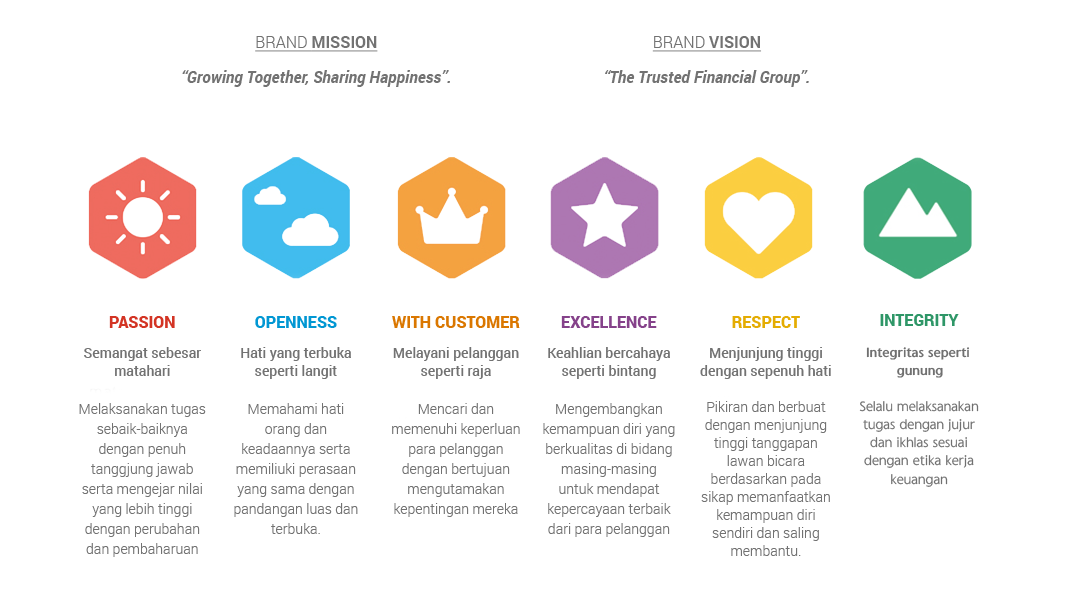 BRAND MISSION
“Growing Together, Sharing Happiness”.
BRAND VISION
“The Trusted Financial Group”.
PASSION
Semangat sebesar
matahari
Melaksanakan tugas
sebaik-baiknya
dengan penuh
tanggjung jawab
serta mengejar nilai
yang lebih tinggi
dengan perubahan
dan pembaharuan
OPENNESS
Hati yang terbuka
seperti langit
Memahami hati
orang dan
keadaannya serta
memiliuki perasaan
yang sama dengan
pandangan luas dan
terbuka.
WITH CUSTOMER
Melayani pelanggan
seperti raja
Mencari dan
memenuhi keperluan
para pelanggan
dengan bertujuan
mengutamakan
kepentingan mereka
EXCELLENCE
Keahlian bercahaya
seperti bintang
Mengembangkan
kemampuan diri yang
berkualitas di bidang
masing-masing
untuk mendapat
kepercayaan terbaik
dari para pelanggan
RESPECT
Menjunjung tinggi
dengan sepenuh hati
Pikiran dan berbuat
dengan menjunjung
tinggi tanggapan
lawan bicara
berdasarkan pada
sikap memanfaatkan
kemampuan diri
sendiri dan saling
membantu.
INTEGRITY
Integritas seperti
gunung
Selalu melaksanakan
tugas dengan jujur
dan ikhlas sesuai
dengan etika kerja
keuangan